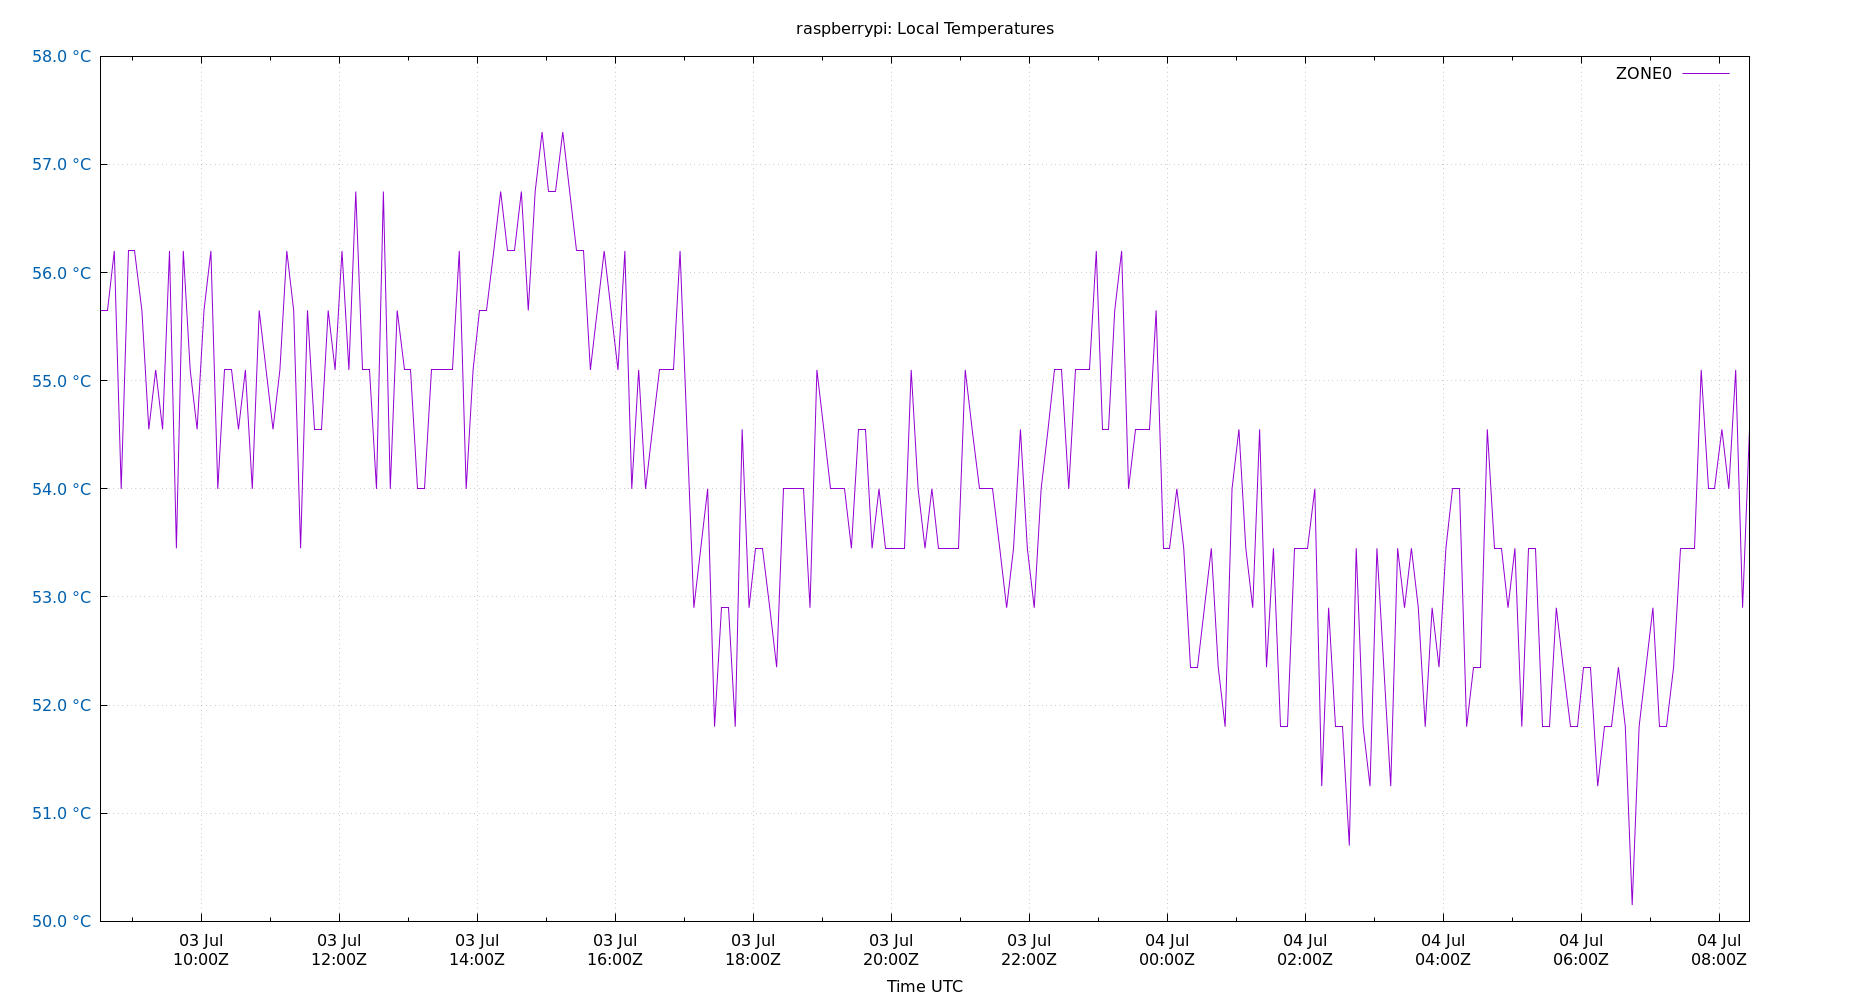 raspberrypi: Local Temperatures
58.0 °C
ZONE0
57.0 °C
56.0 °C
55.0 °C
54.0 °C
53.0 °C
52.0 °C
51.0 °C
50.0 °C
03 Jul 03 Jul 03 Jul 03 Jul 03 Jul 03 Jul 03 Jul 04 Jul 04 Jul 04 Jul 04 Jul 04 Jul
10:00Z 12:00Z 14:00Z 16:00Z 18:00Z 20:00Z 22:00Z 00:00Z 02:00Z 04:00Z 06:00Z 08:00Z
Time UTC